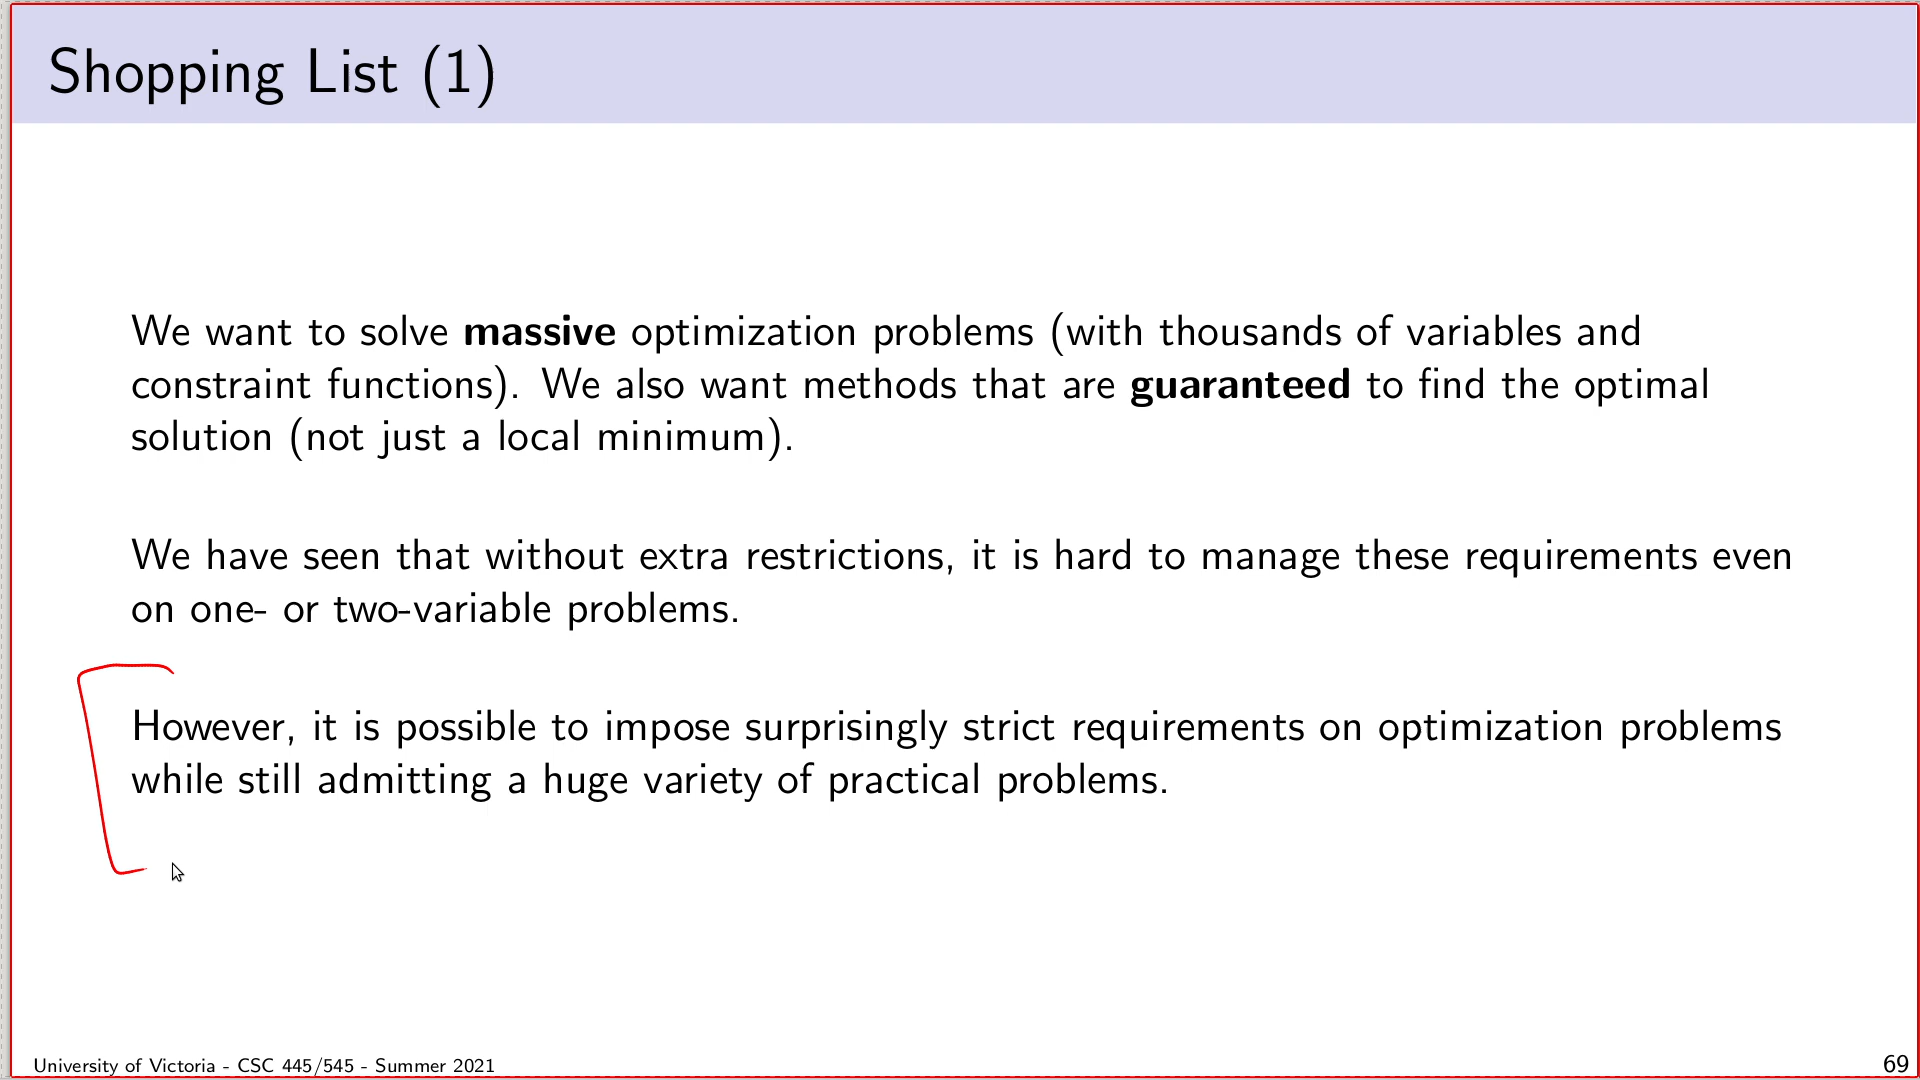 Shopping List (1)
We want to solve massive optimization problems (with thousands of variables and
constraint functions). We also want methods that are guaranteed to find the optimal
solution (not just a local minimum).
We have seen that without extra restrictions, it is hard to manage these requirements even
on one- or two-variable problems.
However, it is possible to impose surprisingly strict requirements on optimization problems
while still admitting a huge variety of practical problems.
University of Victoria - CSC 445/545 - Summer 2021
69